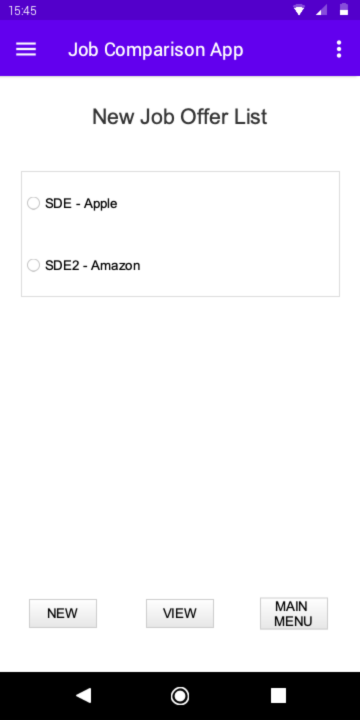 15:45
Job Comparison App
New Job Offer List
SDE - Apple
SDE2 - Amazon
NEW
VIEW
MAIN
MENU